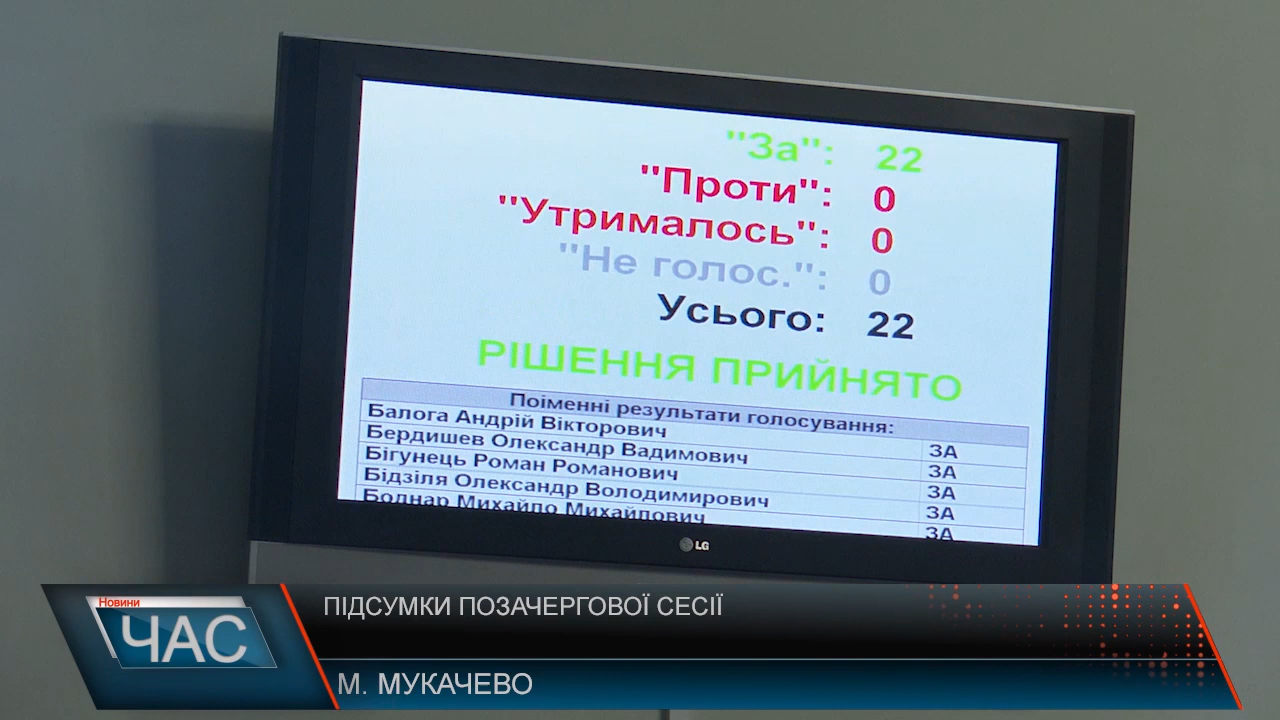 "За": 22
"Проти": 0
"Утрималось": 0
"Не голос.": 0
Усього: 22
РІШЕННЯ ПРИЙНЯТО
Поіменні результати голосування:
Балога Андрій Вікторович ЗА
Бердишев Олександр Вадимович ЗА
Бігунець Роман Романович ЗА
Бідзіля Олександр Володимирович ЗА
Боднар Михайло Михайлович ЗА
LG
Новини
ЧАС
ПІДСУМКИ ПОЗАЧЕРГОВОЇ СЕСІЇ
М. МУКАЧЕВО